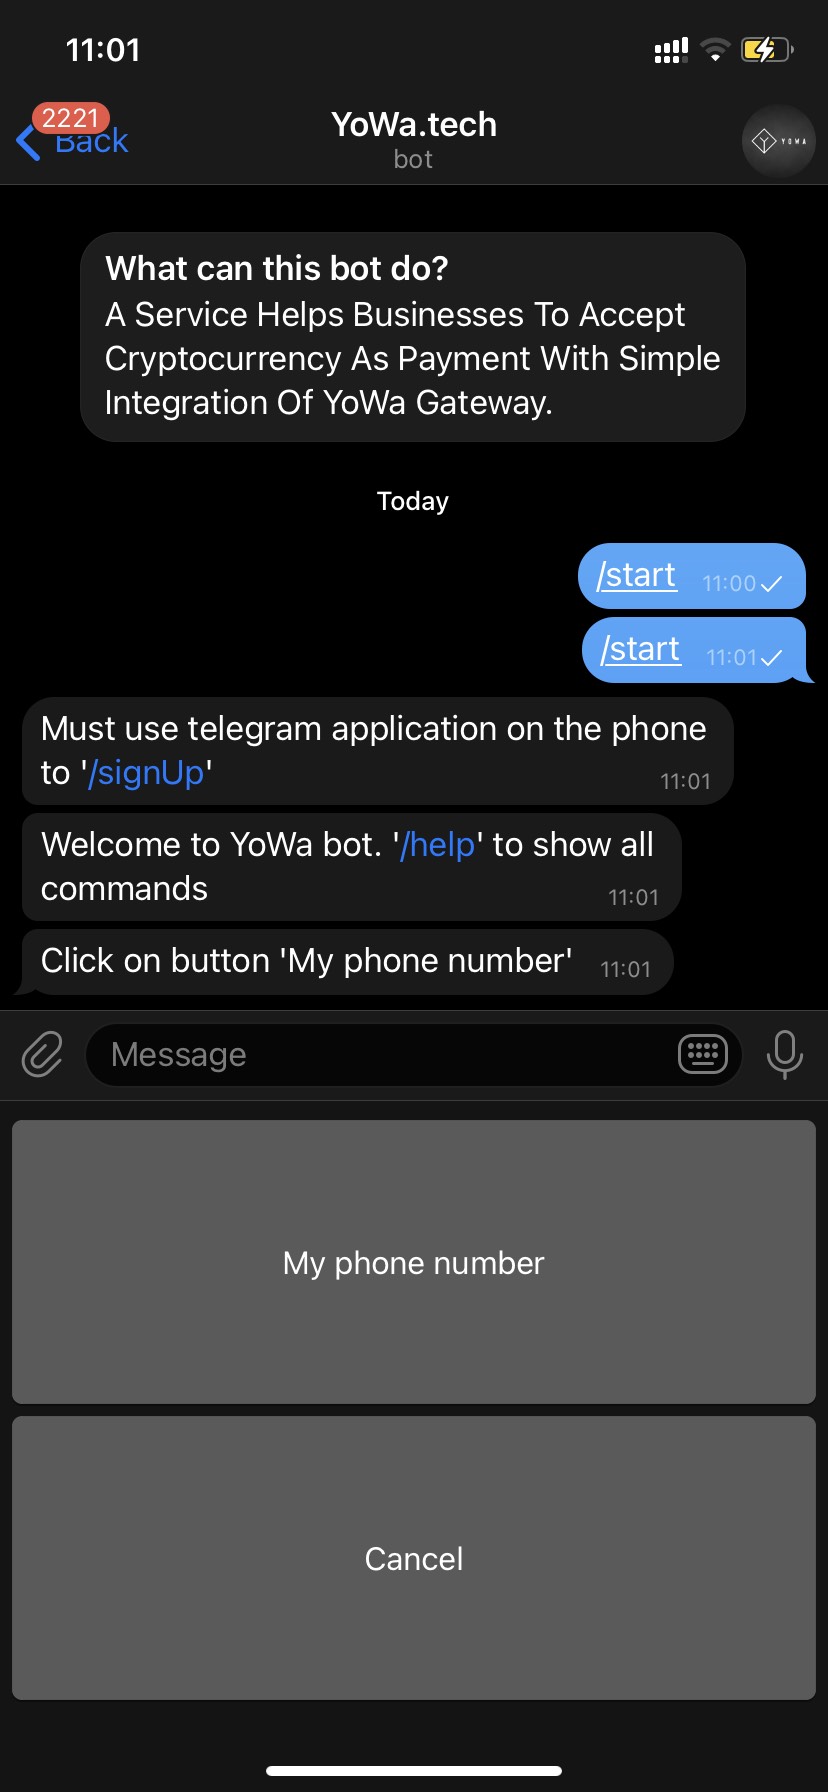 11:01
2221
Back
YoWa.tech
bot
YOWA
What can this bot do?
A Service Helps Businesses To Accept
Cryptocurrency As Payment With Simple
Integration Of YoWa Gateway.
Today
/start 11:00
/start 11:01
Must use telegram application on the phone
to '/signUp' 11:01
Welcome to YoWa bot. '/help' to show all
commands 11:01
Click on button 'My phone number' 11:01
Message
My phone number
Cancel